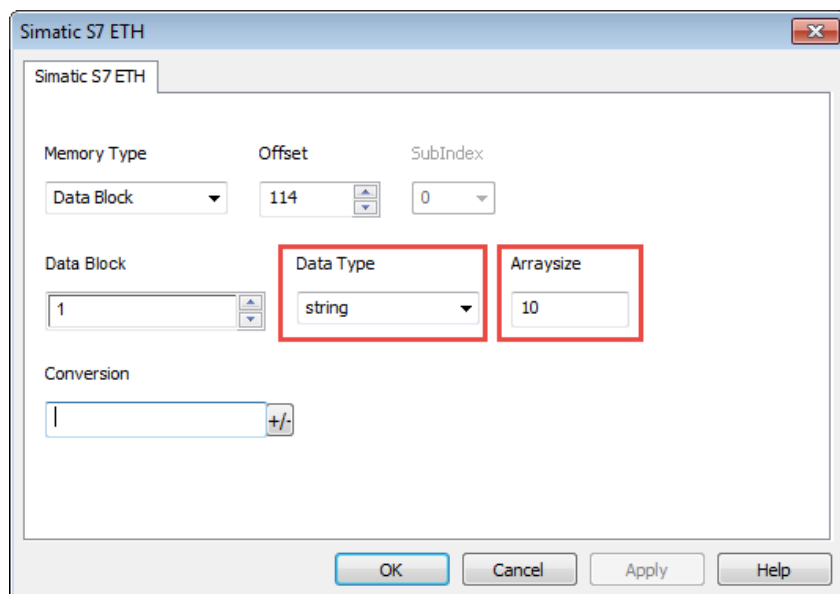 Simatic S7 ETH
Simatic S7 ETH
Memory Type Offset SubIndex
Data Block 114 0
Data Block Data Type Arraysize
1 string 10
Conversion
+/-
OK Cancel Apply Help